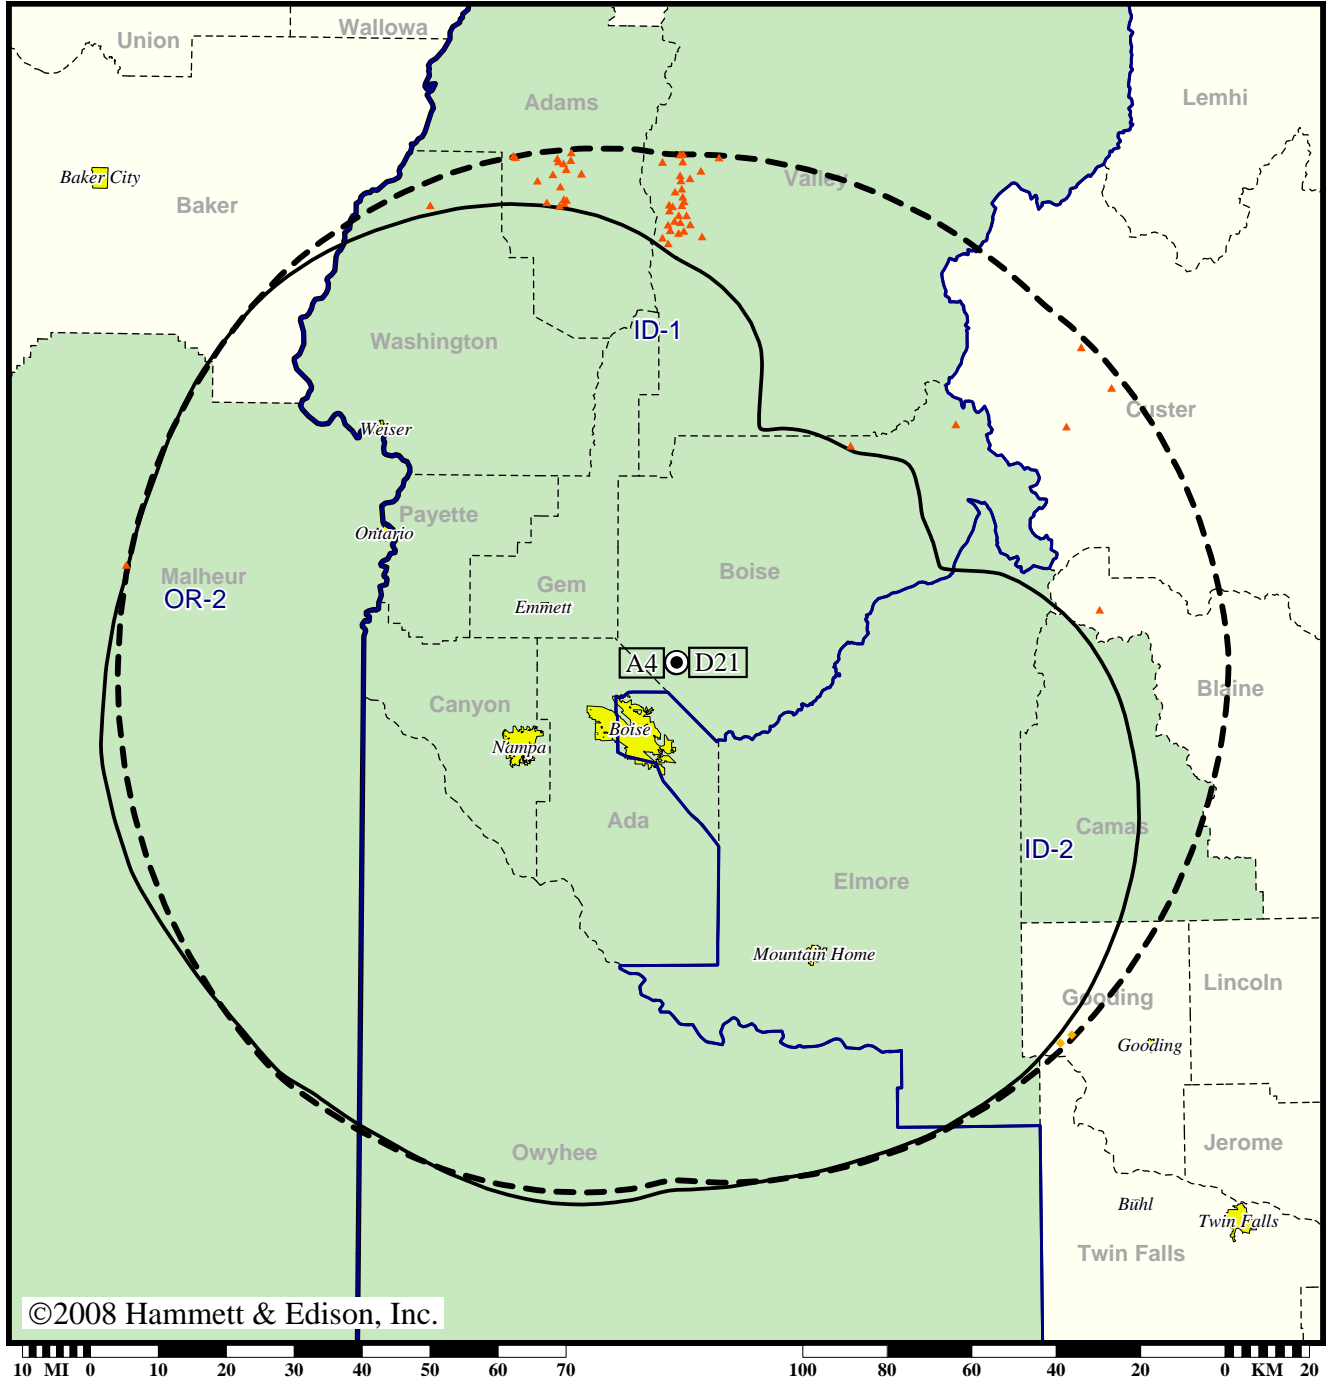 Wallowa
Union
Adams
Lemhi
Baker City
Valley
Baker
ID-1
Washington
Custer
Weiser
Payette
Ontario
Malheur
Boise
Gem
OR-2
Emmett
A4 D21
Blaine
Canyon
Boise
Nampa
Ada
Camas
ID-2
Elmore
Mountain Home
Lincoln
Gooding
Gooding
Jerome
Owyhee
Buhl
Twin Falls
Twin Falls
©2008 Hammett & Edison, Inc.
10 MI 0 10 20 30 40 50 60 70 100 80 60 40 20 0 KM 20